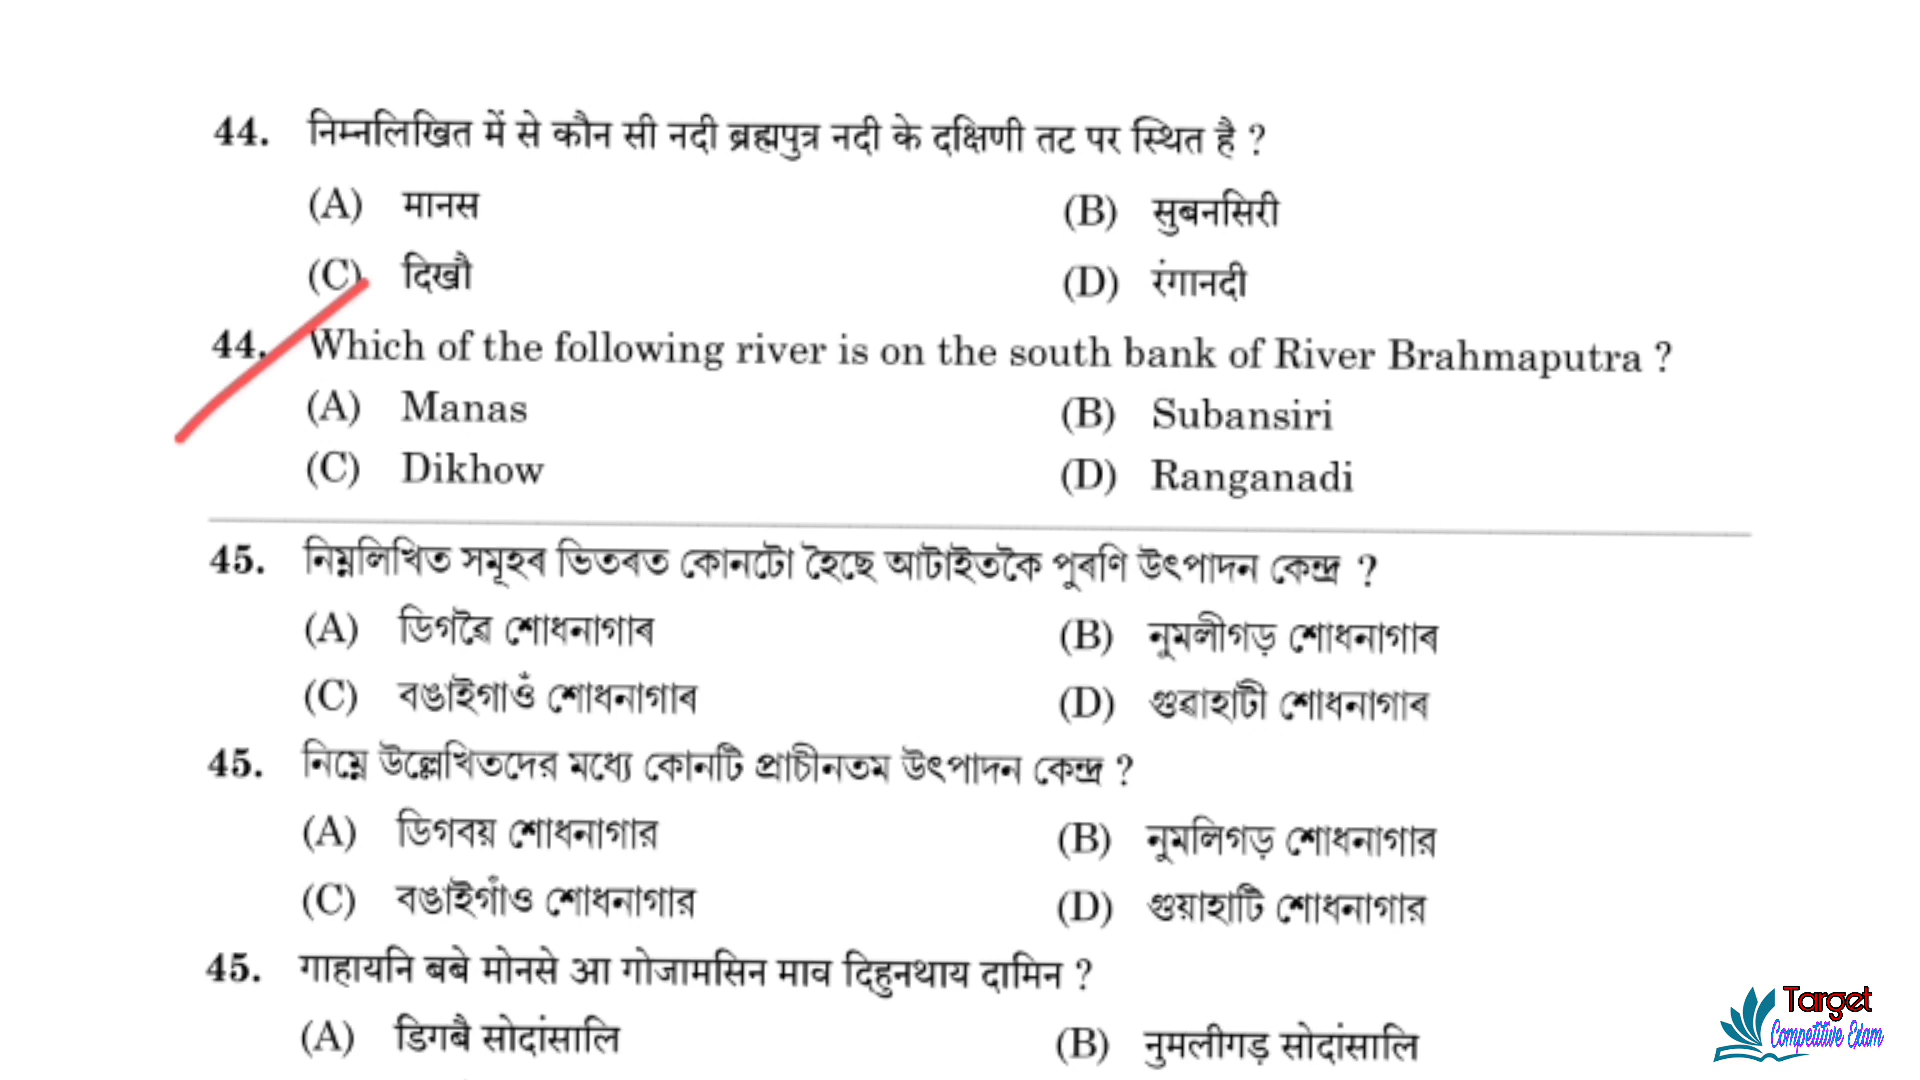 44. निम्नलिखित में से कौन सी नदी ब्रह्मपुत्र नदी के दक्षिणी तट पर स्थित है ?
(A) मानस (B) सुबनसिरी
(C) दिखौ (D) रंगानदी
44. Which of the following river is on the south bank of River Brahmaputra ?
(A) Manas (B) Subansiri
(C) Dikhow (D) Ranganadi
45. নিম্নলিখিত সমূহৰ ভিতৰত কোনটো হৈছে আটাইতকৈ পুৰণি উৎপাদন কেন্দ্ৰ ?
(A) ডিগবৈ শোধনাগাৰ (B) নুমলীগড় শোধনাগাৰ
(C) বঙাইগাওঁ শোধনাগাৰ (D) গুৱাহাটী শোধনাগাৰ
45. নিম্নে উল্লেখিতদের মধ্যে কোনটি প্রাচীনতম উৎপাদন কেন্দ্র ?
(A) ডিগবয় শোধনাগার (B) নুমলিগড় শোধনাগার
(C) বঙাইগাঁও শোধনাগার (D) গুয়াহাটি শোধনাগার
45. गाहायनि बबे मोनसे आ गोजामसिन माव दिहुनथाय दामिन ?
(A) डिगबै सोदांसालि (B) नुमलीगड़ सोदांसालि
Target
Competitive Exam